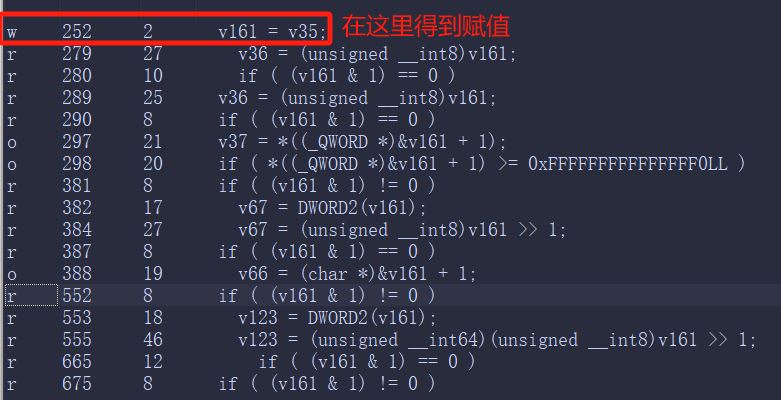 w 252 2 v161 = v35; 在这里得到赋值
r 279 27 v36 = (unsigned __int8)v161;
r 280 10 if ( (v161 & 1) == 0 )
r 289 25 v36 = (unsigned __int8)v161;
r 290 8 if ( (v161 & 1) == 0 )
o 297 21 v37 = *((_QWORD *)&v161 + 1);
o 298 20 if ( *((_QWORD *)&v161 + 1) >= 0xFFFFFFFFFFFFFFF0LL )
r 381 8 if ( (v161 & 1) != 0 )
r 382 17 v67 = DWORD2(v161);
r 384 27 v67 = (unsigned __int8)v161 >> 1;
r 387 8 if ( (v161 & 1) == 0 )
o 388 19 v66 = (char *)&v161 + 1;
r 552 8 if ( (v161 & 1) != 0 )
r 553 18 v123 = DWORD2(v161);
r 555 46 v123 = (unsigned __int64)(unsigned __int8)v161 >> 1;
r 665 12 if ( (v161 & 1) == 0 )
r 675 8 if ( (v161 & 1) != 0 )